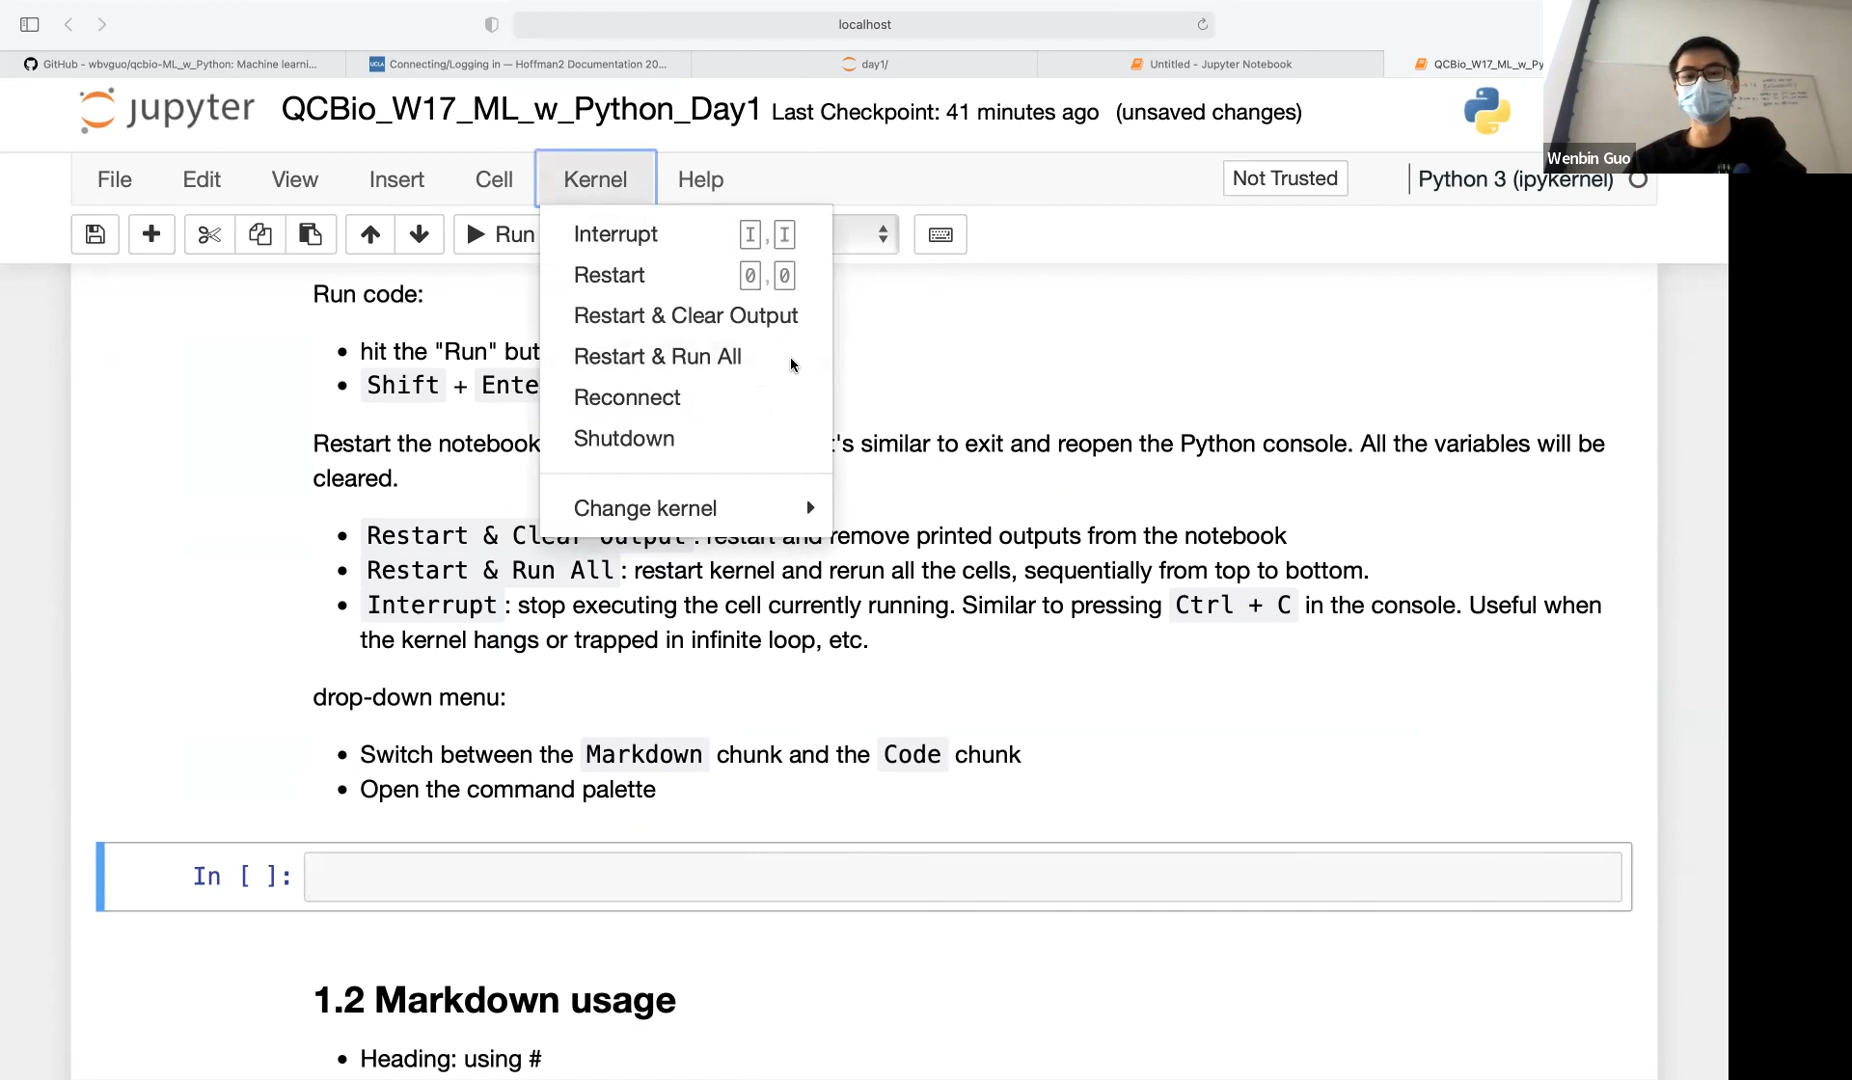 localhost
GitHub - wbvguo/qcbio-ML_w_Python: Machine learni...
UCLA
Connecting/Logging in — Hoffman2 Documentation 20...
day1/
Untitled - Jupyter Notebook
QCBio_W17_ML_w_Py
jupyter
QCBio_W17_ML_w_Python_Day1
Last Checkpoint: 41 minutes ago (unsaved changes)
Wenbin Guo
File
Edit
View
Insert
Cell
Kernel
Help
Not Trusted
Python 3 (ipykernel)
Run
Interrupt I , I
Restart 0 , 0
Restart & Clear Output
Restart & Run All
Reconnect
Shutdown
Change kernel
Run code:
• hit the "Run" but
• Shift + Ente
Restart the notebook
's similar to exit and reopen the Python console. All the variables will be
cleared.
• Restart & Clear Output : restart and remove printed outputs from the notebook
• Restart & Run All : restart kernel and rerun all the cells, sequentially from top to bottom.
• Interrupt : stop executing the cell currently running. Similar to pressing Ctrl + C in the console. Useful when
the kernel hangs or trapped in infinite loop, etc.
drop-down menu:
• Switch between the Markdown chunk and the Code chunk
• Open the command palette
In [ ]:
1.2 Markdown usage
• Heading: using #